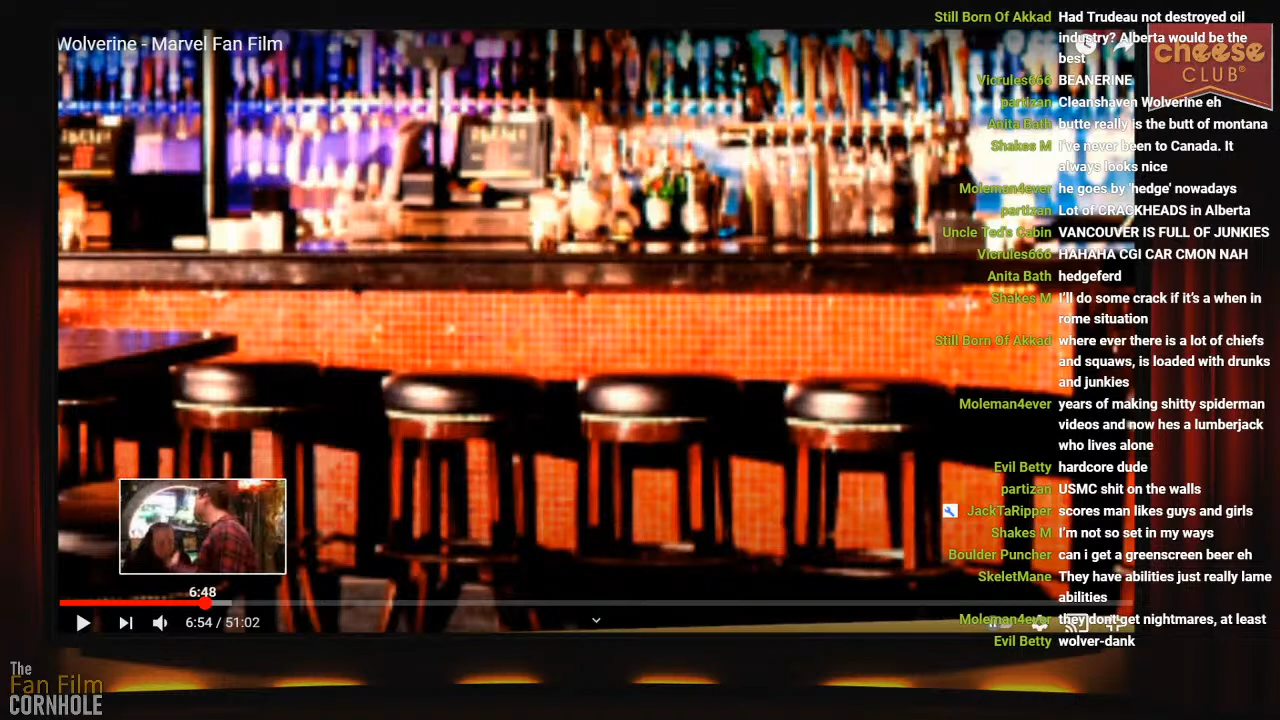 Wolverine - Marvel Fan Film
cheese
CLUB®
Still Born Of Akkad Had Trudeau not destroyed oil
industry? Alberta would be the
best
Vicrules666 BEANERINE
partizan Cleanshaven Wolverine eh
Anita Bath butte really is the butt of montana
Shakes M I've never been to Canada. It
always looks nice
Moleman4ever he goes by 'hedge' nowadays
partizan Lot of CRACKHEADS in Alberta
Uncle Ted's Cabin VANCOUVER IS FULL OF JUNKIES
Vicrules666 HAHAHA CGI CAR CMON NAH
Anita Bath hedgeferd
Shakes M I'll do some crack if it's a when in
rome situation
Still Born Of Akkad where ever there is a lot of chiefs
and squaws, is loaded with drunks
and junkies
Moleman4ever years of making shitty spiderman
videos and now hes a lumberjack
who lives alone
Evil Betty hardcore dude
partizan USMC shit on the walls
JackTaRipper scores man likes guys and girls
Shakes M I'm not so set in my ways
Boulder Puncher can i get a greenscreen beer eh
SkeletMane They have abilities just really lame
abilities
Moleman4ever they dont get nightmares, at least
Evil Betty wolver-dank
6:48
6:54 / 51:02
The
Fan Film
CORNHOLE